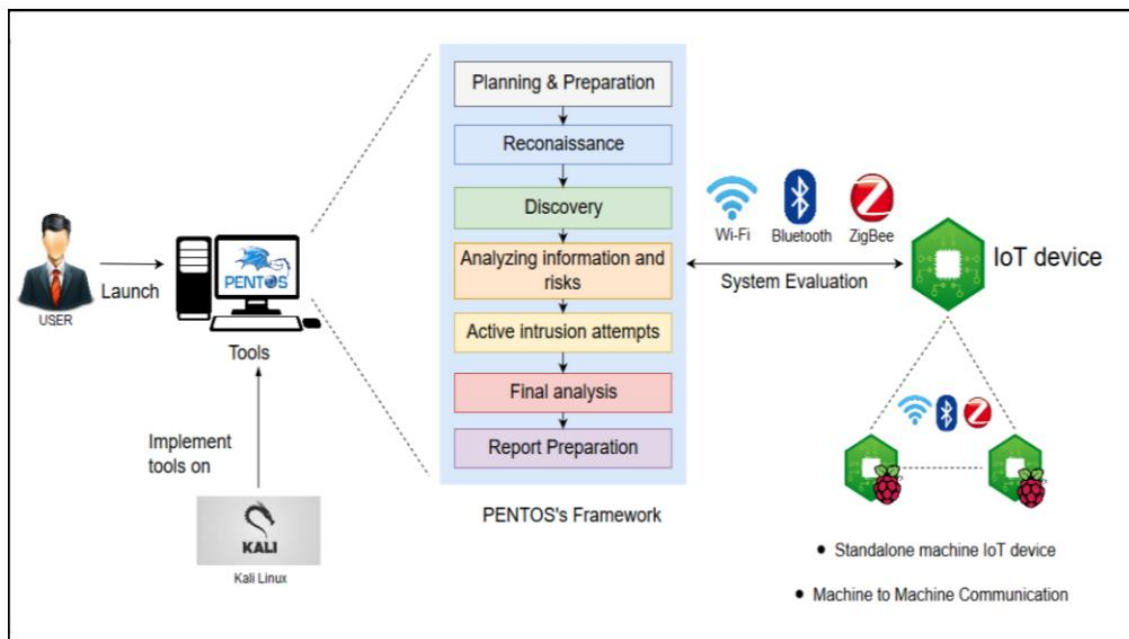 Planning & Preparation
Reconaissance
Discovery
Analyzing information and
risks
Active intrusion attempts
Final analysis
Report Preparation
PENTOS's Framework
USER
Launch
PENTOS
Tools
Implement
tools on
KALI
Kali Linux
Wi-Fi
Bluetooth
ZigBee
System Evaluation
IoT device
● Standalone machine IoT device
● Machine to Machine Communication